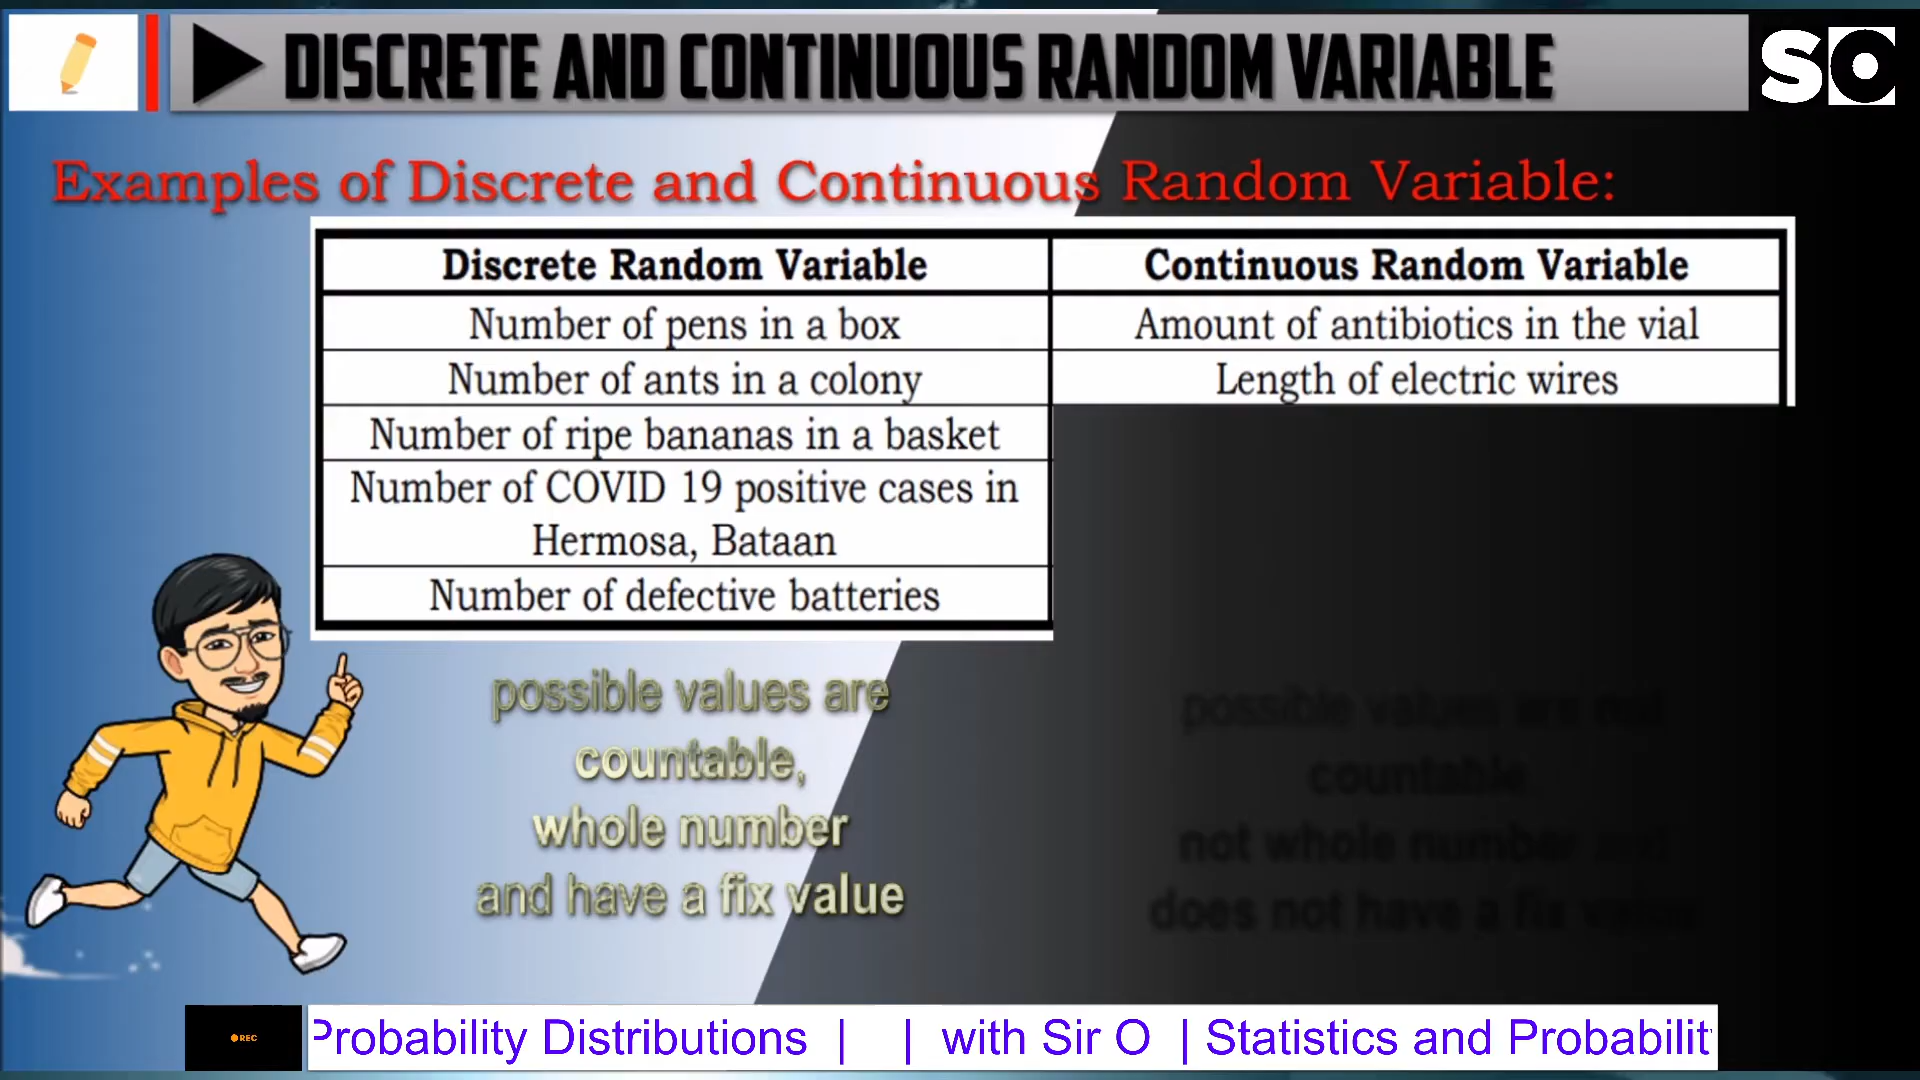 DISCRETE AND CONTINUOUS RANDOM VARIABLE
SO
Examples of Discrete and Continuous Random Variable:
Discrete Random Variable
Continuous Random Variable
Number of pens in a box
Amount of antibiotics in the vial
Number of ants in a colony
Length of electric wires
Number of ripe bananas in a basket
Number of COVID 19 positive cases in
Hermosa, Bataan
Number of defective batteries
possible values are
countable,
whole number
and have a fix value
possible values are not
countable
not whole number and
does not have a fix value
REC
Probability Distributions | | with Sir O | Statistics and Probability